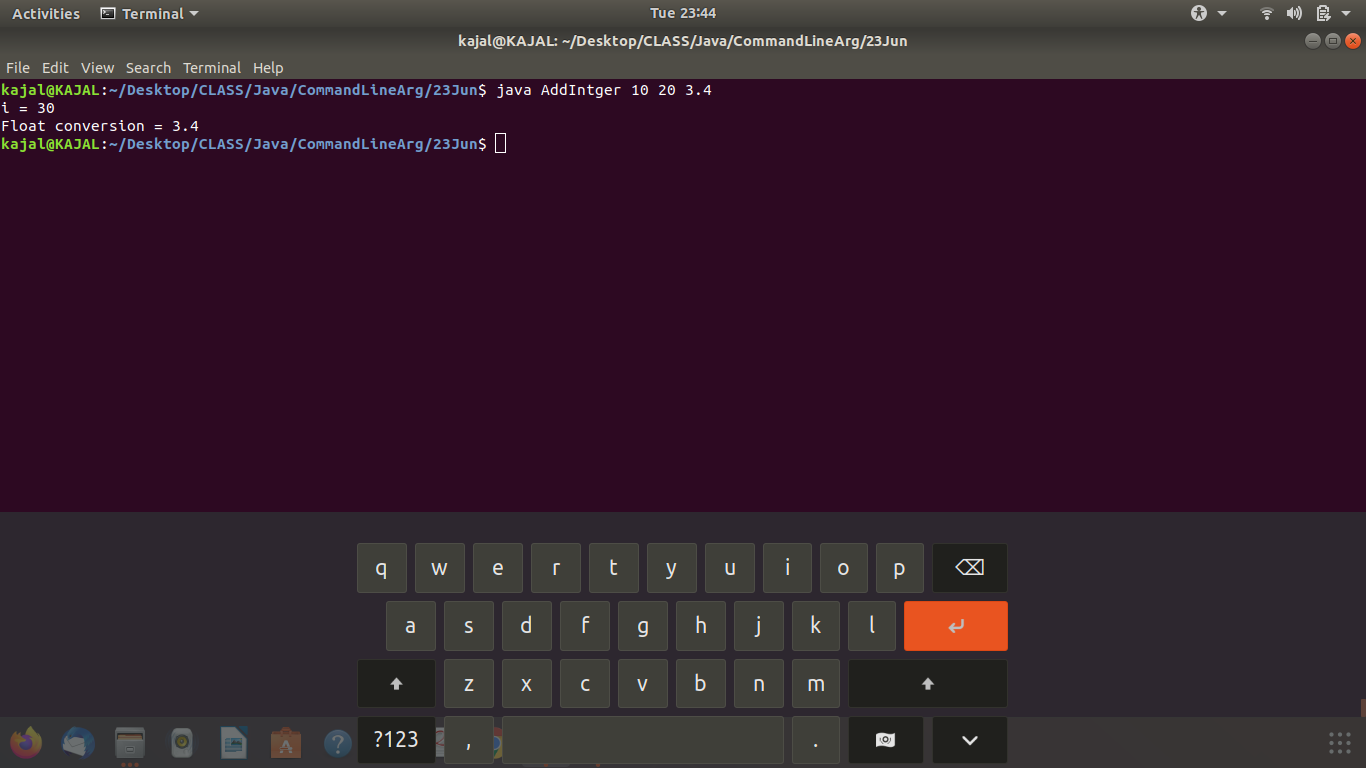 Activities Terminal Tue 23:44
kajal@KAJAL: ~/Desktop/CLASS/Java/CommandLineArg/23Jun
File Edit View Search Terminal Help
kajal@KAJAL:~/Desktop/CLASS/Java/CommandLineArg/23Jun$ java AddIntger 10 20 3.4
i = 30
Float conversion = 3.4
kajal@KAJAL:~/Desktop/CLASS/Java/CommandLineArg/23Jun$
q w e r t y u i o p
a s d f g h j k l
z x c v b n m
?123 , .